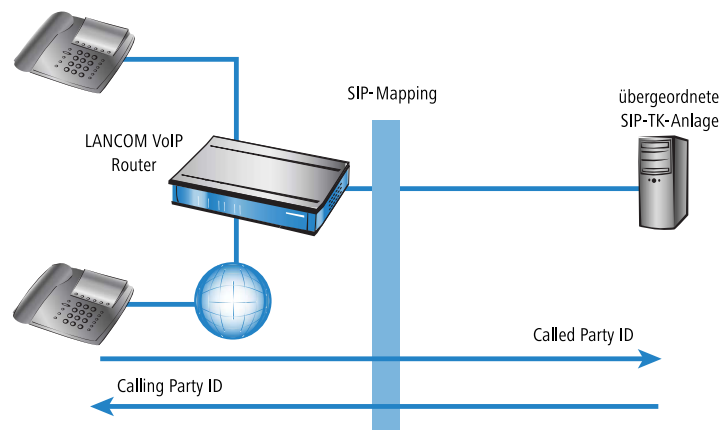 SIP-Mapping
übergeordnete
SIP-TK-Anlage
LANCOM VoIP
Router
Called Party ID
Calling Party ID